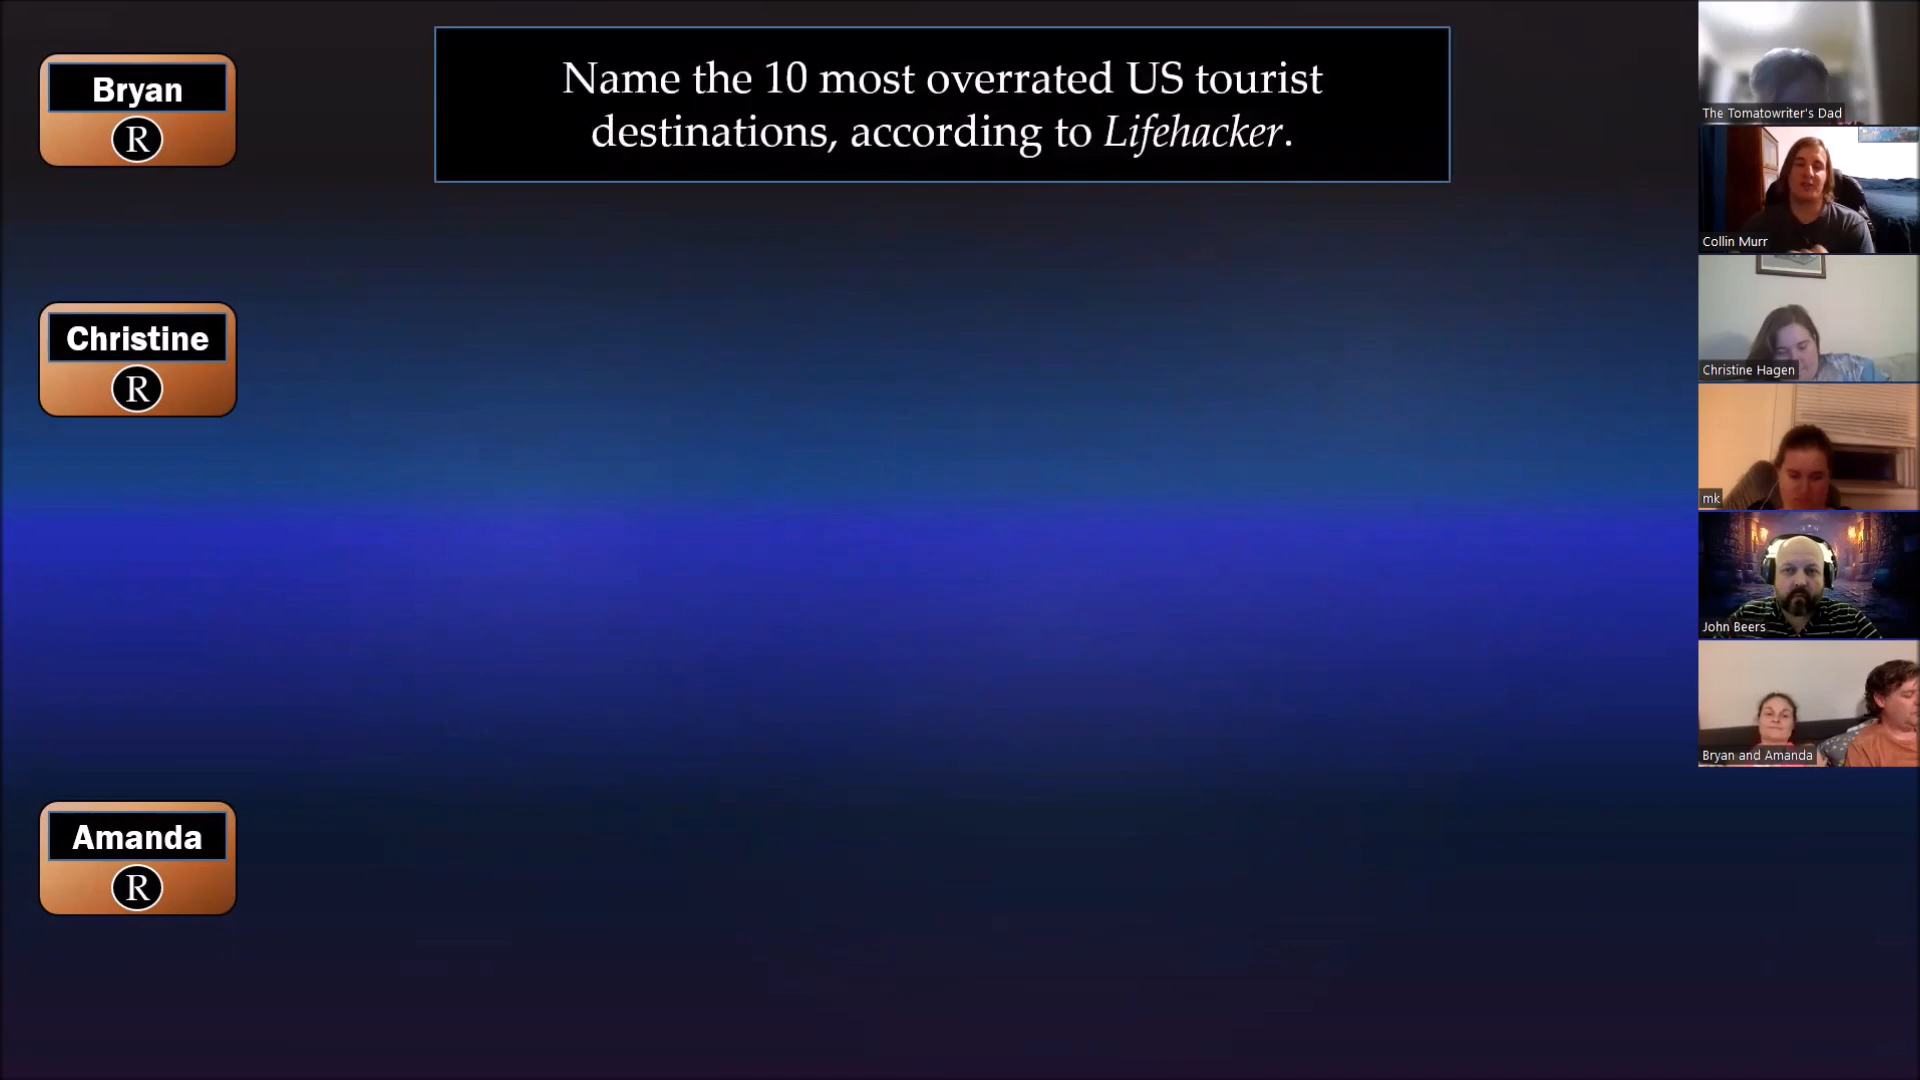 Bryan
R
Name the 10 most overrated US tourist
destinations, according to Lifehacker.
Christine
R
Amanda
R
The Tomatowriter's Dad
Collin Murr
Christine Hagen
mk
John Beers
Bryan and Amanda